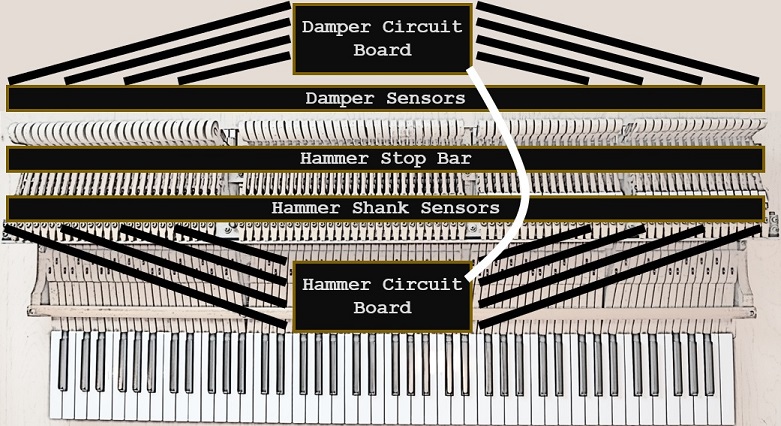 Damper Circuit
Board
Damper Sensors
Hammer Stop Bar
Hammer Shank Sensors
Hammer Circuit
Board